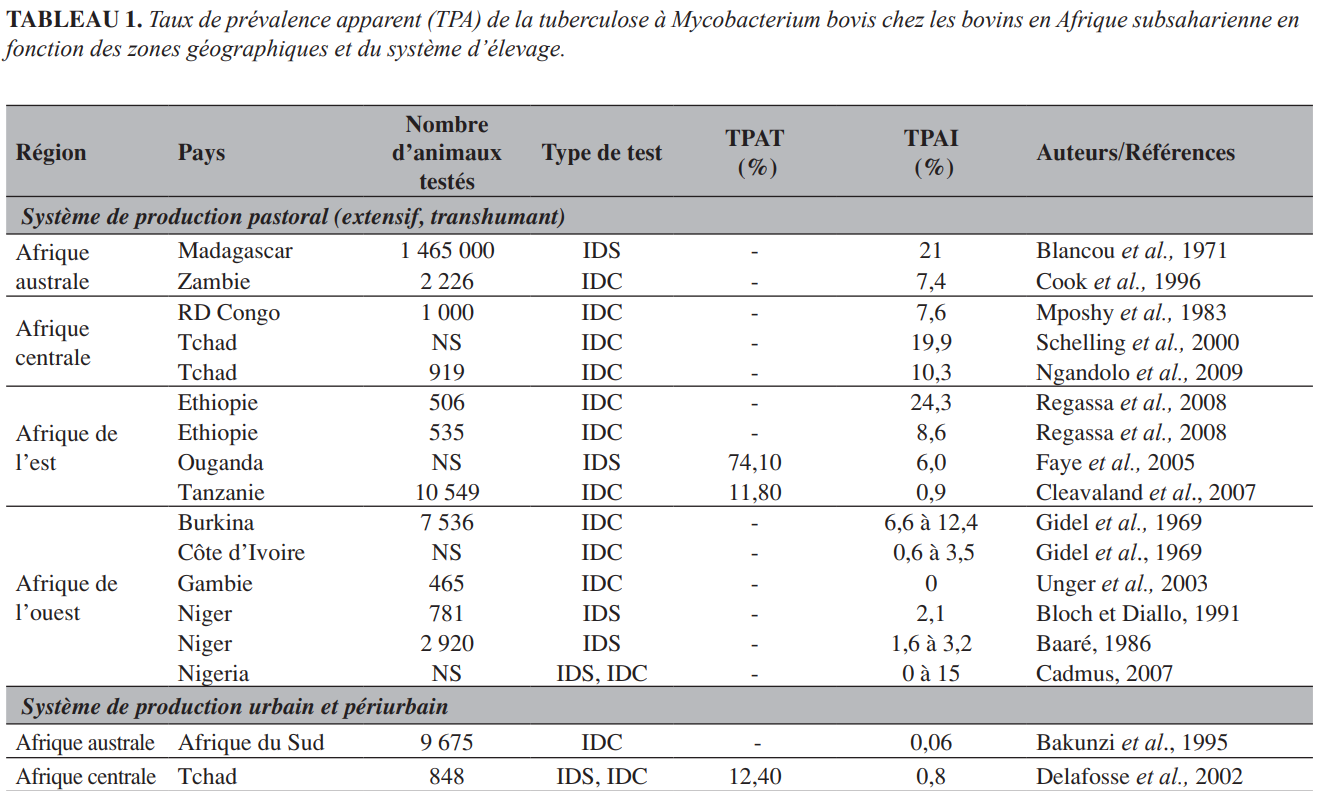 TABLEAU 1. Taux de prévalence apparent (TPA) de la tuberculose à Mycobacterium bovis chez les bovins en Afrique subsaharienne en
fonction des zones géographiques et du système d’élevage.
Région Pays Nombre d’animaux testés Type de test TPAT (%) TPAI (%) Auteurs/Références
Système de production pastoral (extensif, transhumant)
Afrique australe Madagascar 1 465 000 IDS - 21 Blancou et al., 1971
Zambie 2 226 IDC - 7,4 Cook et al., 1996
Afrique centrale RD Congo 1 000 IDC - 7,6 Mposhy et al., 1983
Tchad NS IDC - 19,9 Schelling et al., 2000
Tchad 919 IDC - 10,3 Ngandolo et al., 2009
Afrique de l’est Ethiopie 506 IDC - 24,3 Regassa et al., 2008
Ethiopie 535 IDC - 8,6 Regassa et al., 2008
Ouganda NS IDS 74,10 6,0 Faye et al., 2005
Tanzanie 10 549 IDC 11,80 0,9 Cleavaland et al., 2007
Afrique de l’ouest Burkina 7 536 IDC - 6,6 à 12,4 Gidel et al., 1969
Côte d’Ivoire NS IDC - 0,6 à 3,5 Gidel et al., 1969
Gambie 465 IDC - 0 Unger et al., 2003
Niger 781 IDS - 2,1 Bloch et Diallo, 1991
Niger 2 920 IDS - 1,6 à 3,2 Baaré, 1986
Nigeria NS IDS, IDC - 0 à 15 Cadmus, 2007
Système de production urbain et périurbain
Afrique australe Afrique du Sud 9 675 IDC - 0,06 Bakunzi et al., 1995
Afrique centrale Tchad 848 IDS, IDC 12,40 0,8 Delafosse et al., 2002